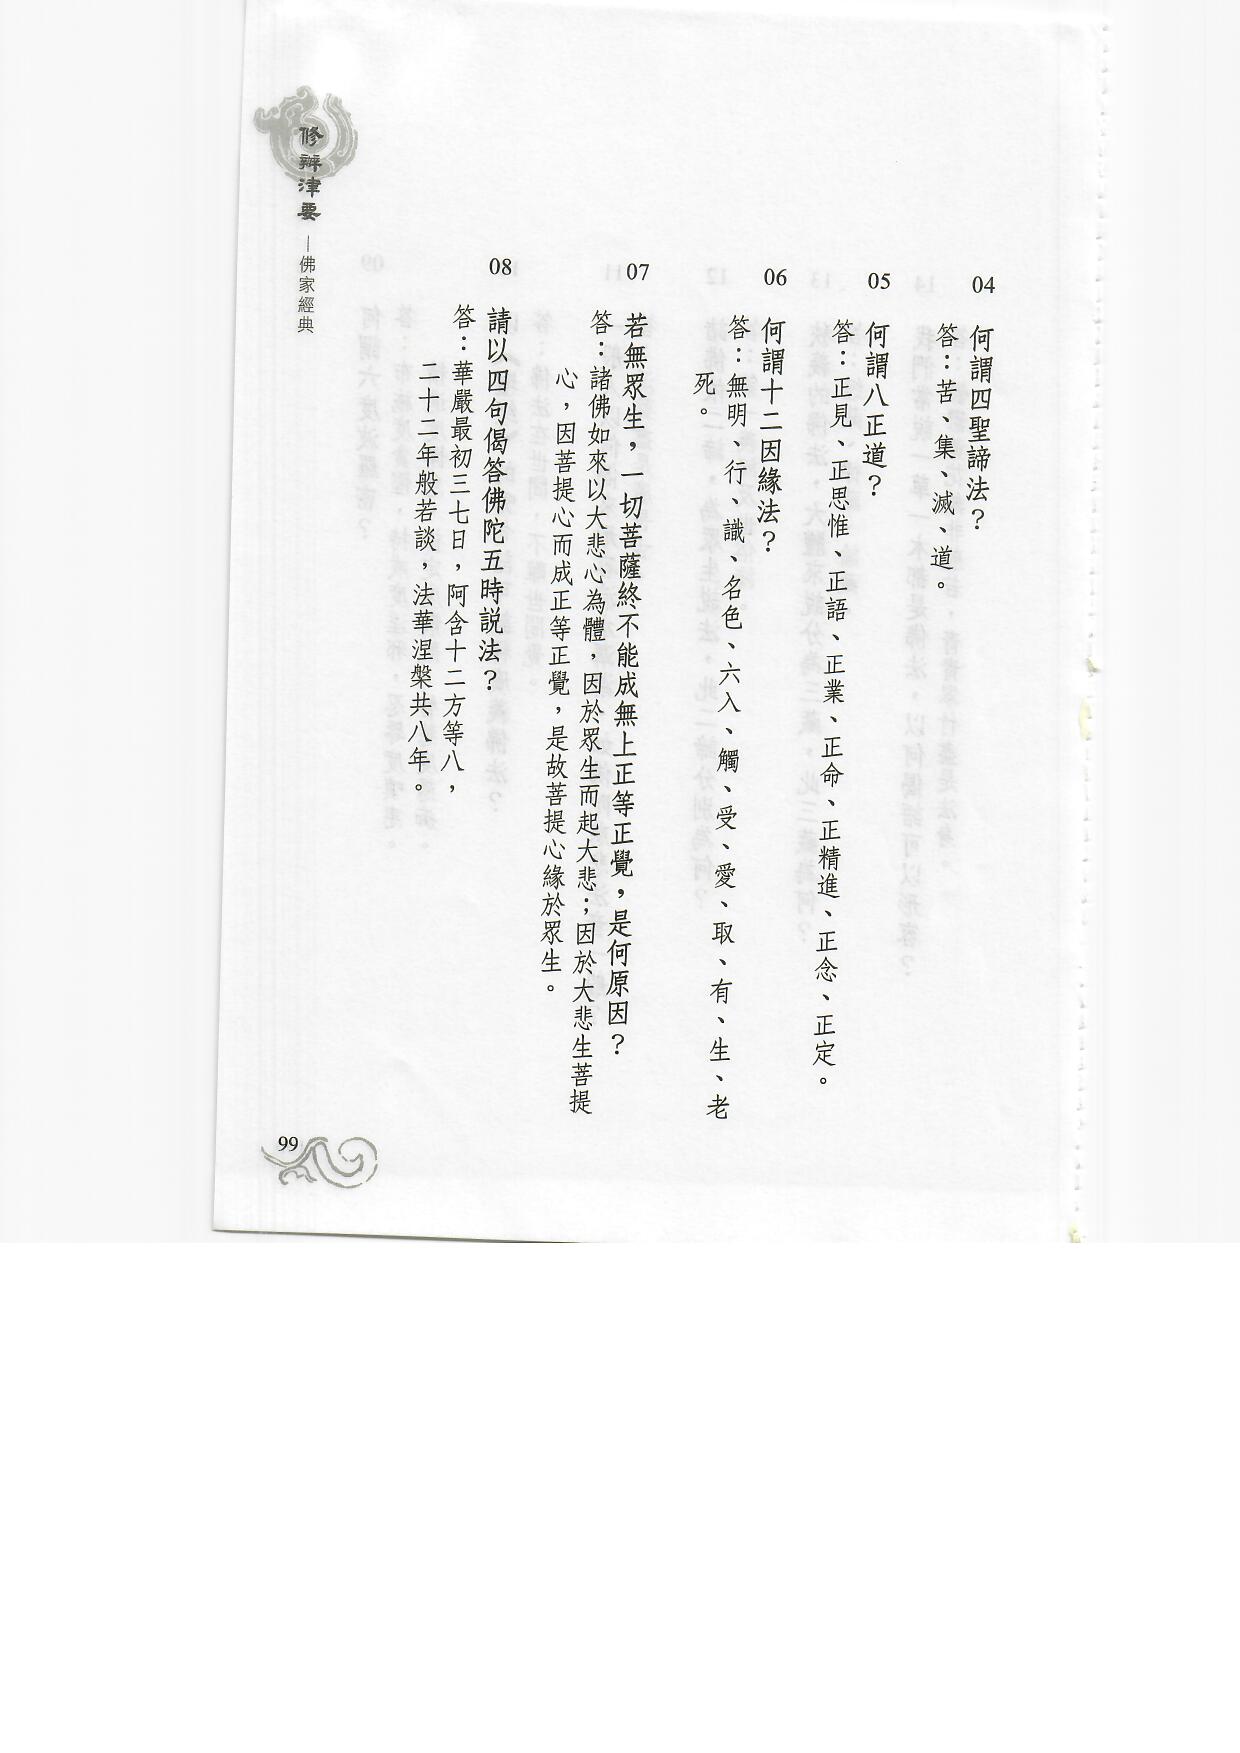 04
何謂四聖諦法？
答：苦、集、滅、道。
05
何謂八正道？
答：正見、正思惟、正語、正業、正命、正精進、正念、正定。
06
何謂十二因緣法？
答：無明、行、識、名色、六入、觸、受、愛、取、有、生、老
死。
07
若無眾生，一切菩薩終不能成無上正等正覺，是何原因？
答：諸佛如來以大悲心為體，因於眾生而起大悲；因於大悲生菩提
心，因菩提心而成正等正覺，是故菩提心緣於眾生。
08
請以四句偈答佛陀五時説法？
答：華嚴最初三七日，阿含十二方等八，
二十二年般若談，法華涅槃共八年。
修辦津要—佛家經典
99